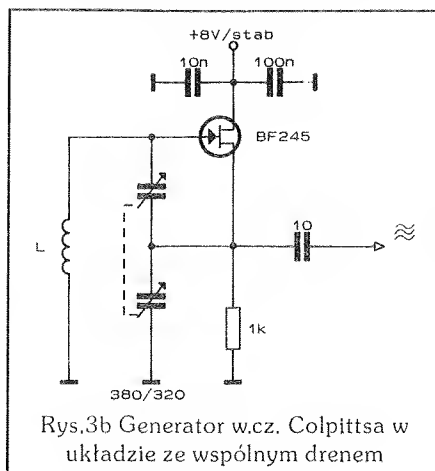 +8V/stab
10n 100n
BF245
L
10
≈
1k
380/320
Rys.3b Generator w.cz. Colpittsa w
układzie ze wspólnym drenem